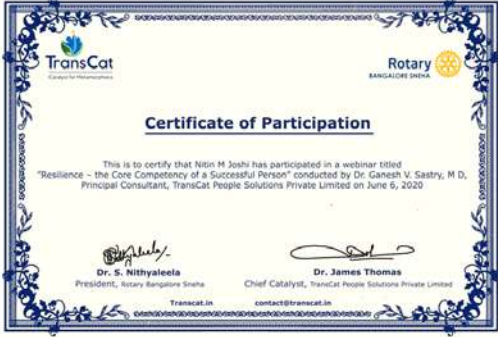 TransCat
Catalyst for Metamorphosis
Rotary
BANGALORE SNEHA
Certificate of Participation
This is to certify that Nitin M Joshi has participated in a webinar titled
"Resilience – the Core Competency of a Successful Person" conducted by Dr. Ganesh V. Sastry, M D,
Principal Consultant, TransCat People Solutions Private Limited on June 6, 2020
Dr. S. Nithyaleela
President, Rotary Bangalore Sneha
Dr. James Thomas
Chief Catalyst, TransCat People Solutions Private Limited
Transcat.in contact@transcat.in